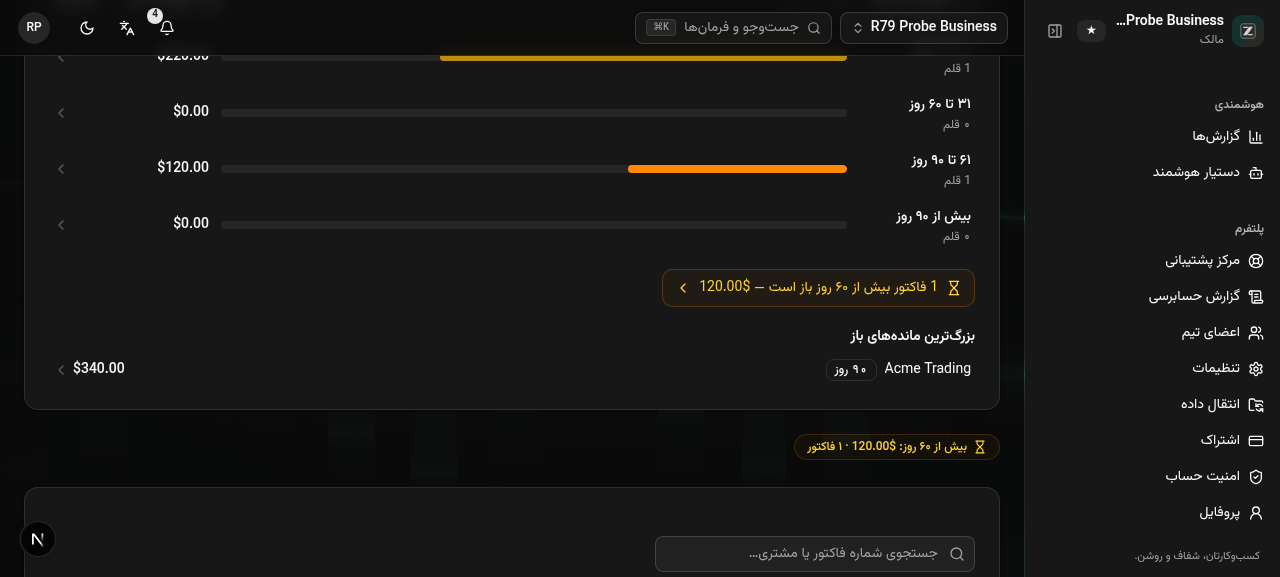 Probe Business...
مالک
R79 Probe Business
جست‌وجو و فرمان‌ها
⌘K
4
RP
هوشمندی
گزارش‌ها
دستیار هوشمند
پلتفرم
مرکز پشتیبانی
گزارش حسابرسی
اعضای تیم
تنظیمات
انتقال داده
اشتراک
امنیت حساب
پروفایل
کسب‌وکارتان، شفاف و روشن.
$220.00
1 قلم
۳۱ تا ۶۰ روز
$0.00
۰ قلم
۶۱ تا ۹۰ روز
$120.00
1 قلم
بیش از ۹۰ روز
$0.00
۰ قلم
1 فاکتور بیش از ۶۰ روز باز است — $120.00
بزرگ‌ترین مانده‌های باز
Acme Trading
۹۰ روز
$340.00
بیش از ۶۰ روز: $120.00 · ۱ فاکتور
جستجوی شماره فاکتور یا مشتری...